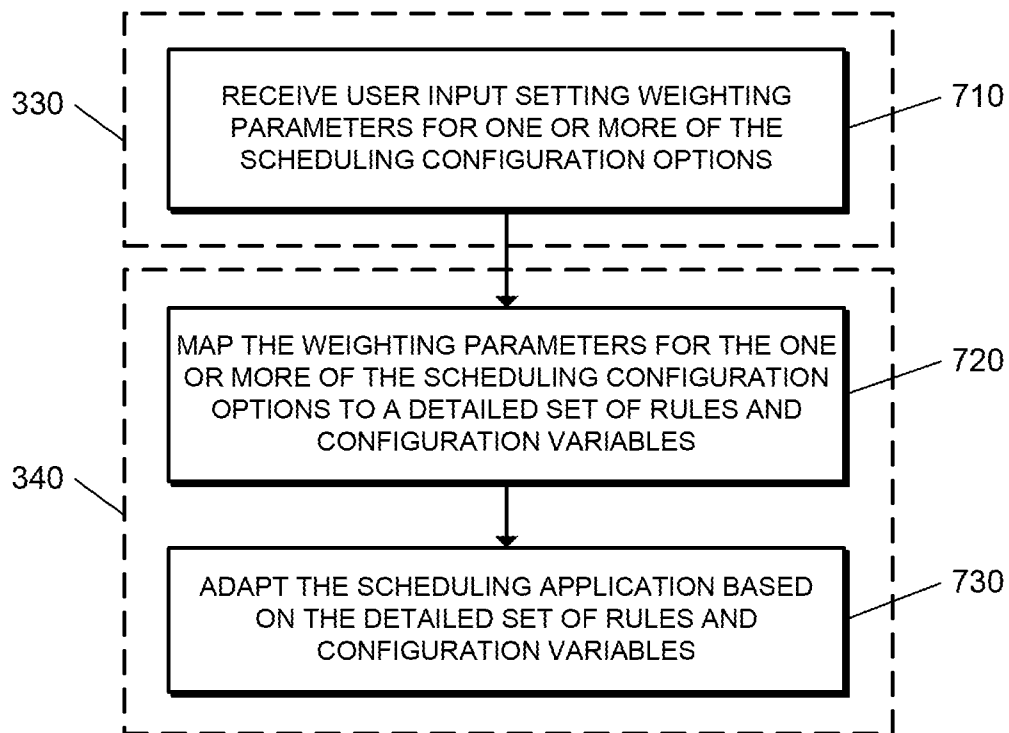 330
RECEIVE USER INPUT SETTING WEIGHTING
PARAMETERS FOR ONE OR MORE OF THE
SCHEDULING CONFIGURATION OPTIONS
710
MAP THE WEIGHTING PARAMETERS FOR THE ONE
OR MORE OF THE SCHEDULING CONFIGURATION
OPTIONS TO A DETAILED SET OF RULES AND
CONFIGURATION VARIABLES
720
340
ADAPT THE SCHEDULING APPLICATION BASED
ON THE DETAILED SET OF RULES AND
CONFIGURATION VARIABLES
730